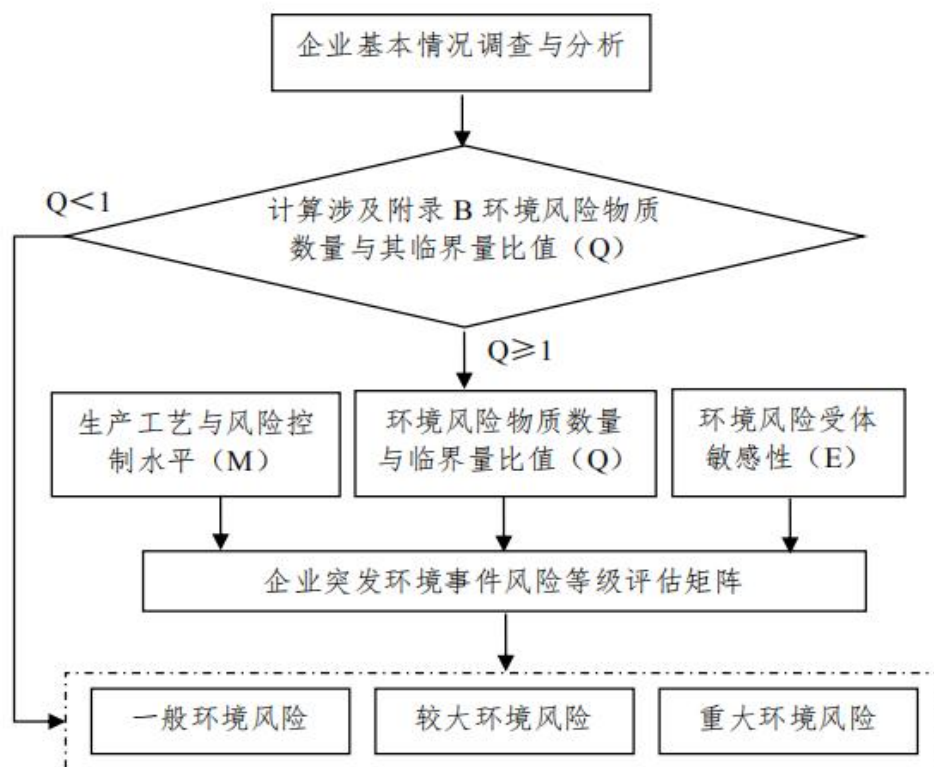 企业基本情况调查与分析
Q＜1
计算涉及附录 B 环境风险物质
数量与其临界量比值（Q）
Q≥1
生产工艺与风险控
制水平（M）
环境风险物质数量
与临界量比值（Q）
环境风险受体
敏感性（E）
企业突发环境事件风险等级评估矩阵
一般环境风险
较大环境风险
重大环境风险